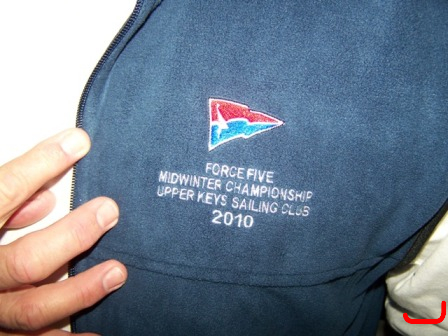 FORCE FIVE
MIDWINTER CHAMPIONSHIP
UPPER KEYS SAILING CLUB
2010